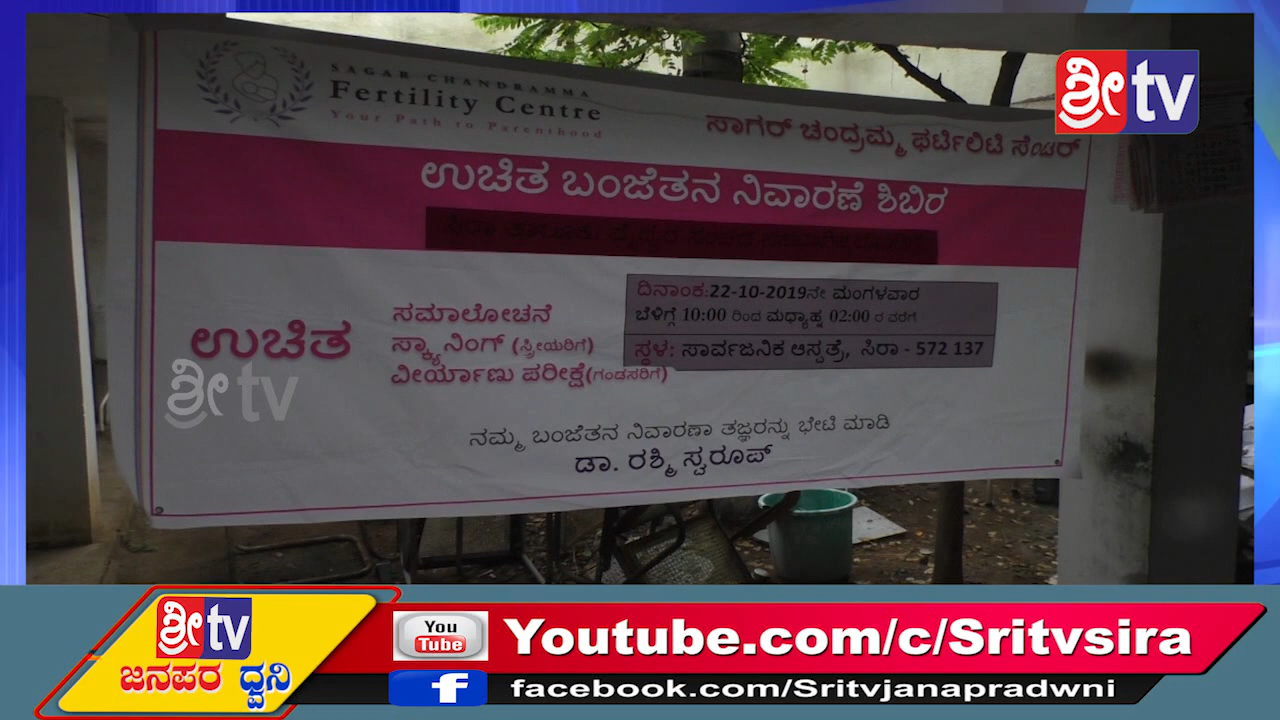 SAGAR CHANDRAMMA
Fertility Centre
Your Path to Parenthood
ಶ್ರೀ tv
ಸಾಗರ್ ಚಂದ್ರಮ್ಮ ಫರ್ಟಿಲಿಟಿ ಸೆಂಟರ್
ಉಚಿತ ಬಂಜೆತನ ನಿವಾರಣೆ ಶಿಬಿರ
ಉಚಿತ
ಸಮಾಲೋಚನೆ
ಸ್ಕ್ಯಾನಿಂಗ್ (ಸ್ತ್ರೀಯರಿಗೆ)
ವೀರ್ಯಾಣು ಪರೀಕ್ಷೆ(ಗಂಡಸರಿಗೆ)
ದಿನಾಂಕ:22-10-2019ನೇ ಮಂಗಳವಾರ
ಬೆಳಿಗ್ಗೆ 10:00 ರಿಂದ ಮಧ್ಯಾಹ್ನ 02:00 ರ ವರೆಗೆ
ಸ್ಥಳ: ಸಾರ್ವಜನಿಕ ಆಸ್ಪತ್ರೆ, ಸಿರಾ - 572 137
ಶ್ರೀ tv
ನಮ್ಮ ಬಂಜೆತನ ನಿವಾರಣಾ ತಜ್ಞರನ್ನು ಭೇಟಿ ಮಾಡಿ
ಡಾ. ರಶ್ಮಿ ಸ್ವರೂಪ್
ಶ್ರೀ tv
ಜನಪರ ಧ್ವನಿ
You
Tube
Youtube.com/c/Sritvsira
f
facebook.com/Sritvjanapradwni